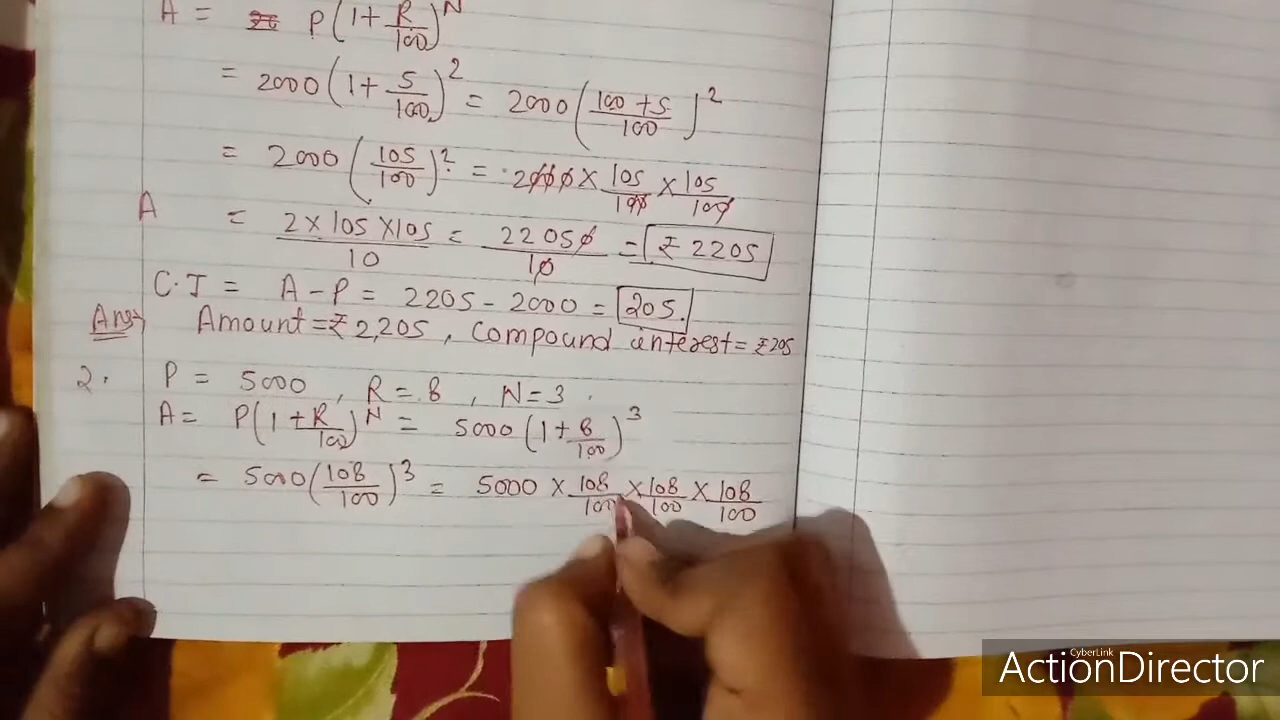 A = P(1+R/100)^N
= 2000(1+5/100)^2 = 2000(100+5/100)^2
= 2000(105/100)^2 = 2000×105/100×105/100
A = 2×105×105/10 = 22050/10 = ₹2205
C.I = A-P = 2205-2000 = 205.
Ans Amount=₹2,205, compound interest=₹205
2. P = 5000, R=8, N=3.
A= P(1+R/100)^N = 5000(1+8/100)^3
= 5000(108/100)^3 = 5000×108/100×108/100×108/100
CyberLink
ActionDirector